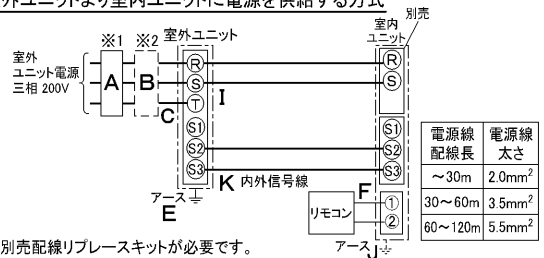 外ユニットより室内ユニットに電源を供給する方式
別売
※1 ※2 室外ユニット
室内
ユニット
室外
ユニット電源
三相 200V
A B
R
S
T
C
I
S1
S2
S3
R
S
S1
S2
S3
K 内外信号線
アース
E
F
リモコン
①
②
アース
J
電源線
配線長
電源線
太さ
～30m 2.0mm²
30～60m 3.5mm²
60～120m 5.5mm²
別売配線リプレースキットが必要です。